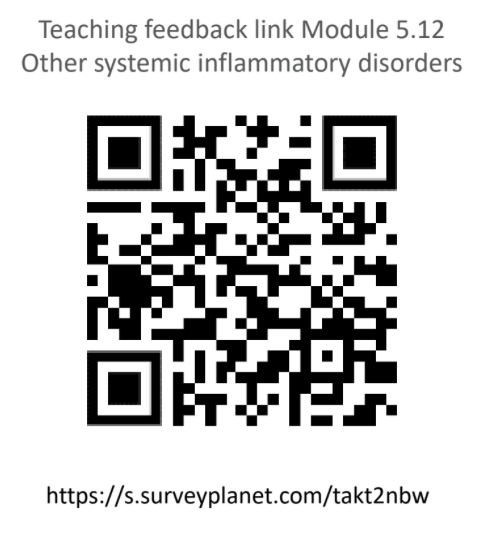 Teaching feedback link Module 5.12
Other systemic inflammatory disorders
https://s.surveyplanet.com/takt2nbw